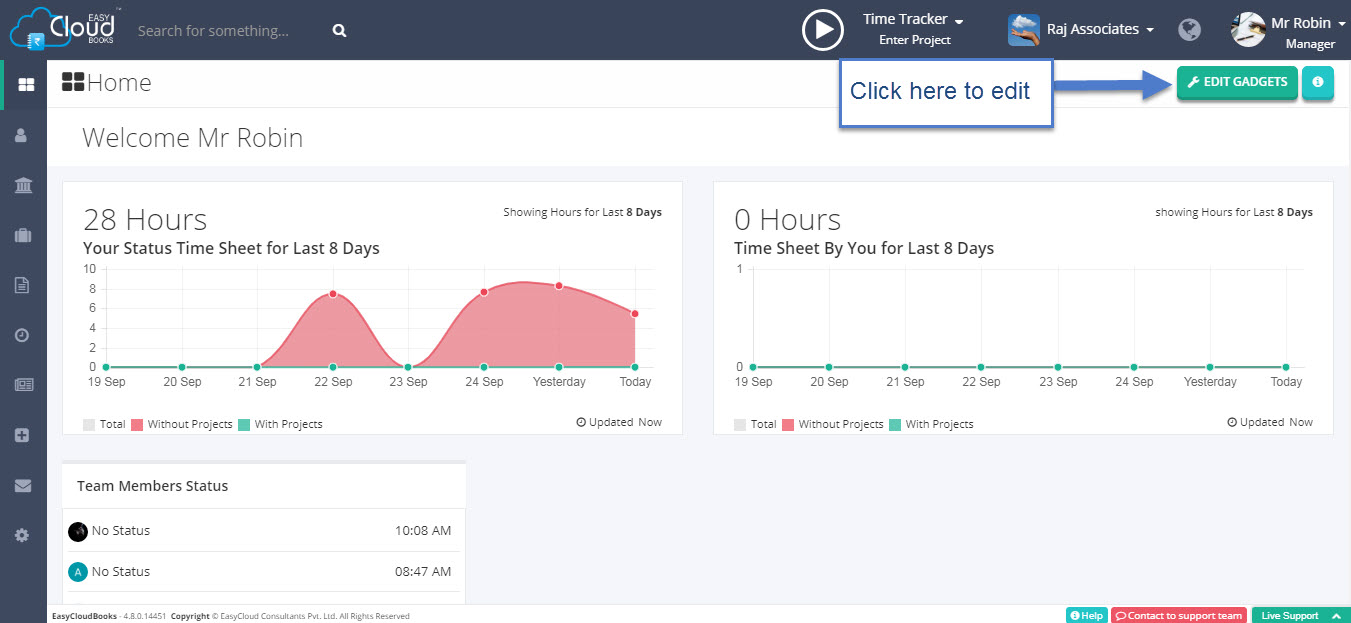 EASY
Cloud™
BOOKS
Search for something...
Time Tracker
Enter Project
Raj Associates
Mr Robin
Manager
Home
Click here to edit
EDIT GADGETS
Welcome Mr Robin
28 Hours
Showing Hours for Last 8 Days
Your Status Time Sheet for Last 8 Days
10
8
6
4
2
0
19 Sep 20 Sep 21 Sep 22 Sep 23 Sep 24 Sep Yesterday Today
Total Without Projects With Projects
Updated Now
0 Hours
showing Hours for Last 8 Days
Time Sheet By You for Last 8 Days
1
0
19 Sep 20 Sep 21 Sep 22 Sep 23 Sep 24 Sep Yesterday Today
Total Without Projects With Projects
Updated Now
Team Members Status
No Status 10:08 AM
A No Status 08:47 AM
EasyCloudBooks - 4.8.0.14451 Copyright © EasyCloud Consultants Pvt. Ltd. All Rights Reserved
Help
Contact to support team
Live Support